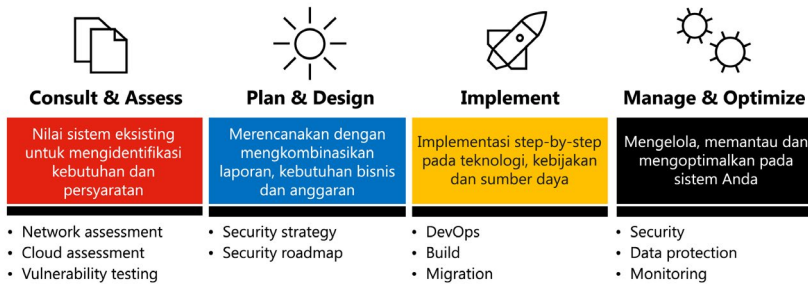 Consult & Assess
Nilai sistem eksisting
untuk mengidentifikasi
kebutuhan dan
persyaratan
• Network assessment
• Cloud assessment
• Vulnerability testing
Plan & Design
Merencanakan dengan
mengkombinasikan
laporan, kebutuhan bisnis
dan anggaran
• Security strategy
• Security roadmap
Implement
Implementasi step-by-step
pada teknologi, kebijakan
dan sumber daya
• DevOps
• Build
• Migration
Manage & Optimize
Mengelola, memantau dan
mengoptimalkan pada
sistem Anda
• Security
• Data protection
• Monitoring